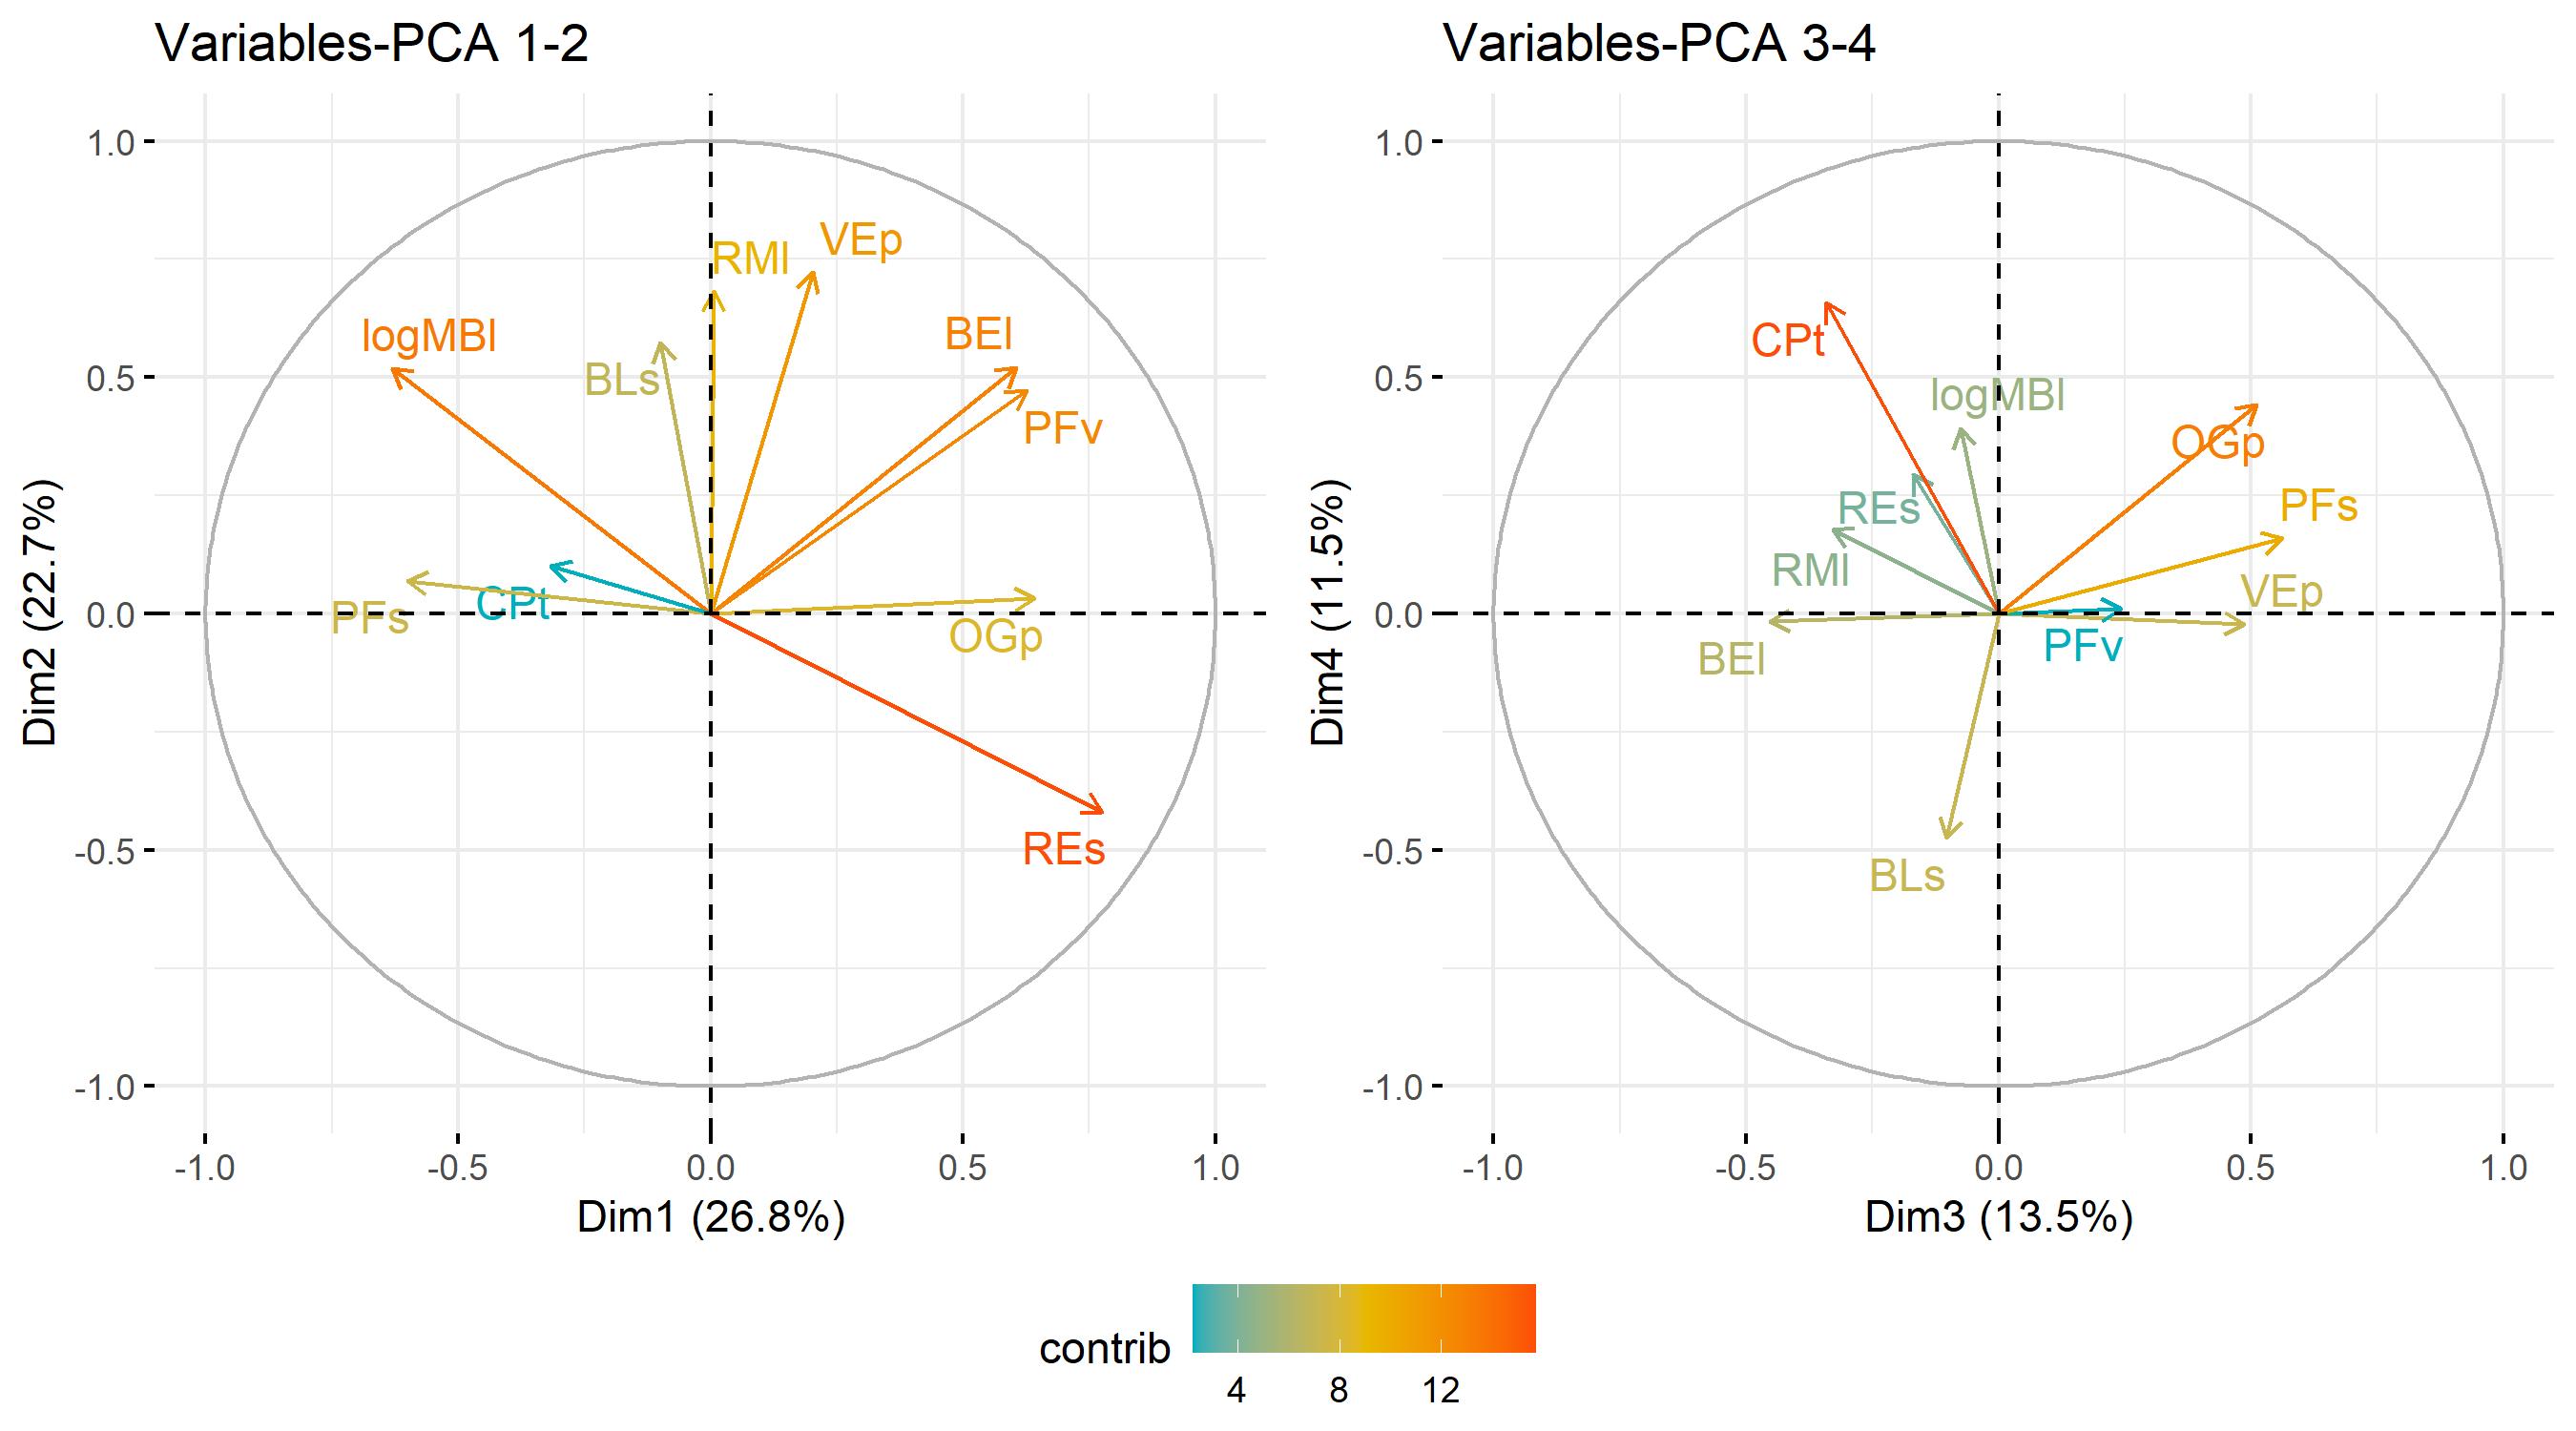 Variables-PCA 1-2
Dim2 (22.7%)
1.0
0.5
0.0
-0.5
-1.0
VEp
RMI
logMBI
BEI
BLs
PFv
CPt
PFs
OGp
REs
-1.0 -0.5 0.0 0.5 1.0
Dim1 (26.8%)
Variables-PCA 3-4
Dim4 (11.5%)
1.0
0.5
0.0
-0.5
-1.0
CPt
logMBI
OGp
REs
PFs
RMI
VEp
BEI
PFv
BLs
-1.0 -0.5 0.0 0.5 1.0
Dim3 (13.5%)
contrib
4 8 12